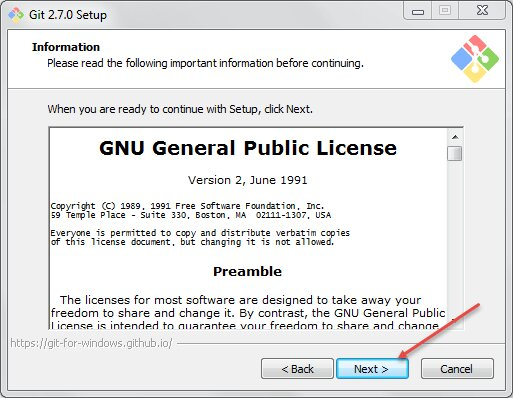 Git 2.7.0 Setup
Information
Please read the following important information before continuing.
When you are ready to continue with Setup, click Next.
GNU General Public License
Version 2, June 1991
Copyright (C) 1989, 1991 Free Software Foundation, Inc.
59 Temple Place - Suite 330, Boston, MA  02111-1307, USA
Everyone is permitted to copy and distribute verbatim copies
of this license document, but changing it is not allowed.
Preamble
The licenses for most software are designed to take away your
freedom to share and change it. By contrast, the GNU General Public
License is intended to guarantee your freedom to share and change
https://git-for-windows.github.io/
< Back
Next >
Cancel